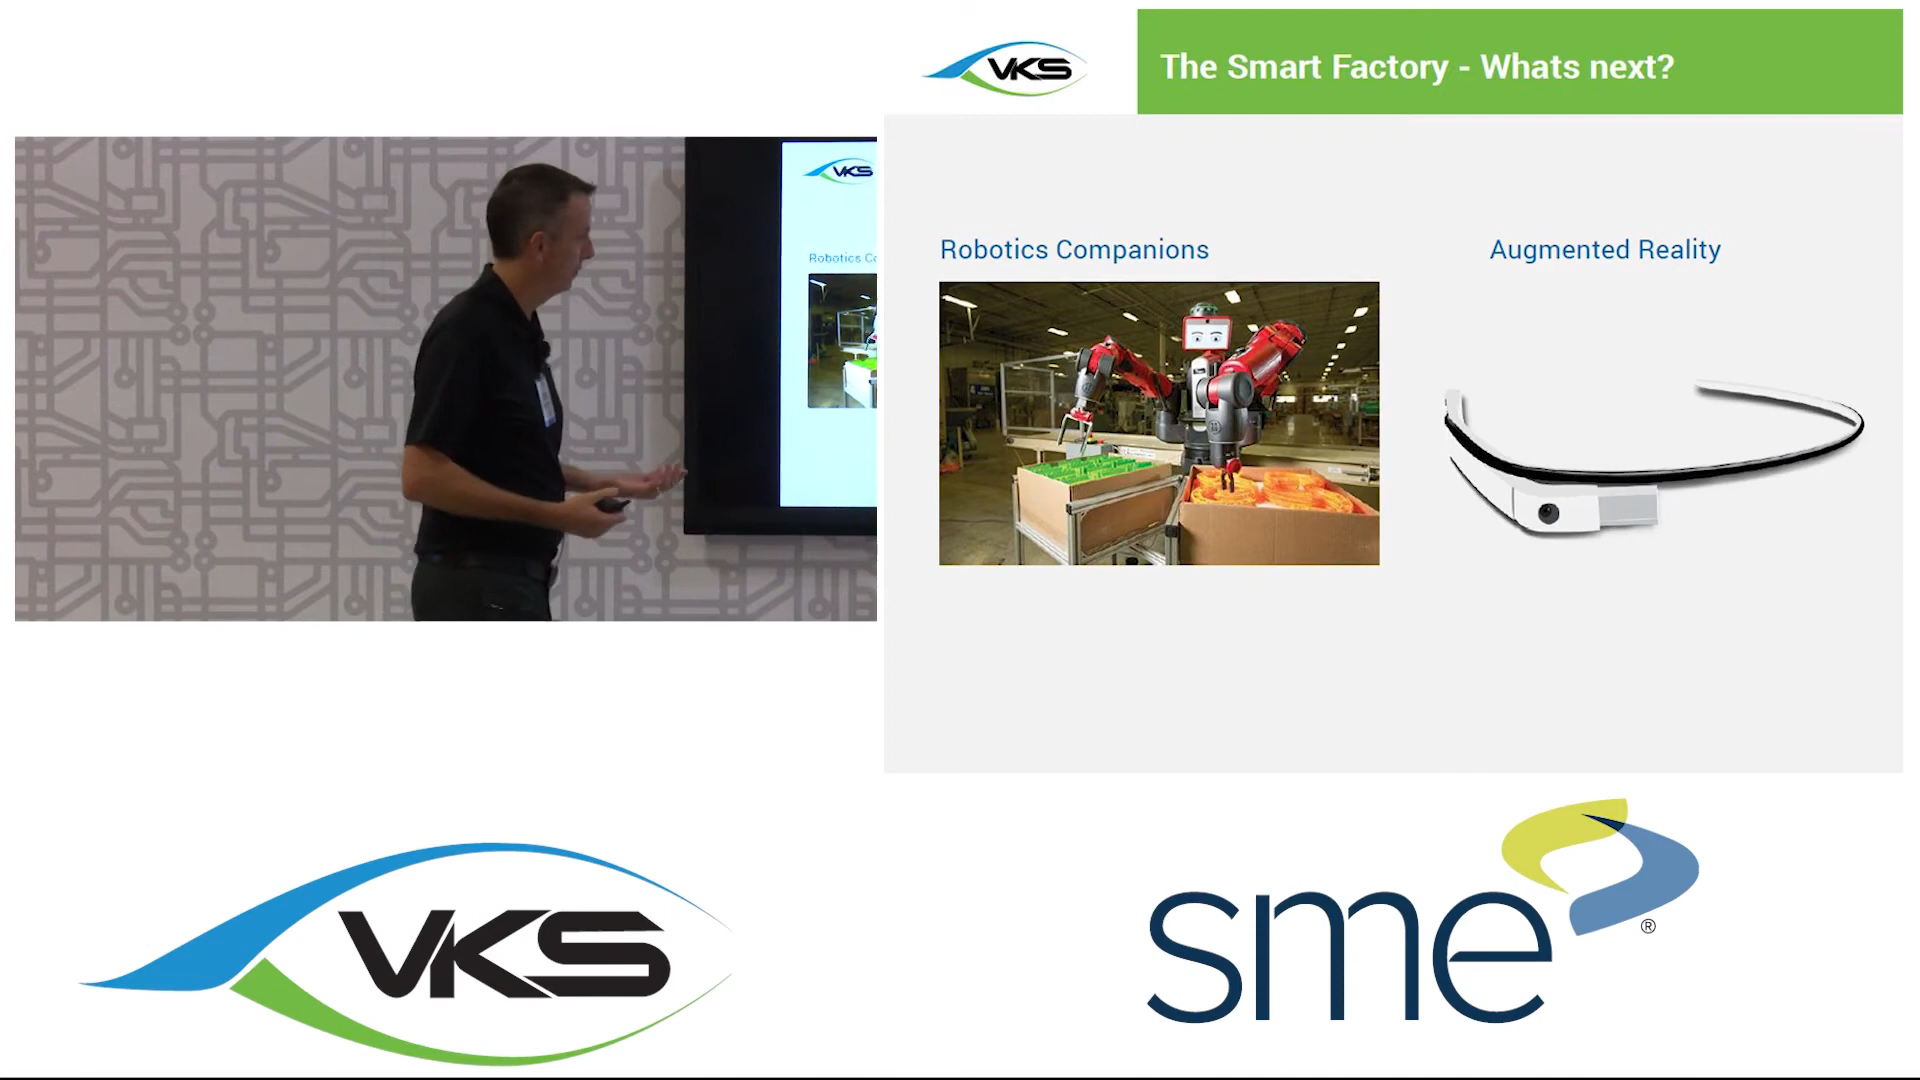 VKS
The Smart Factory - Whats next?
VKS
Robotics Co
Robotics Companions
Augmented Reality
VKS
sme
®